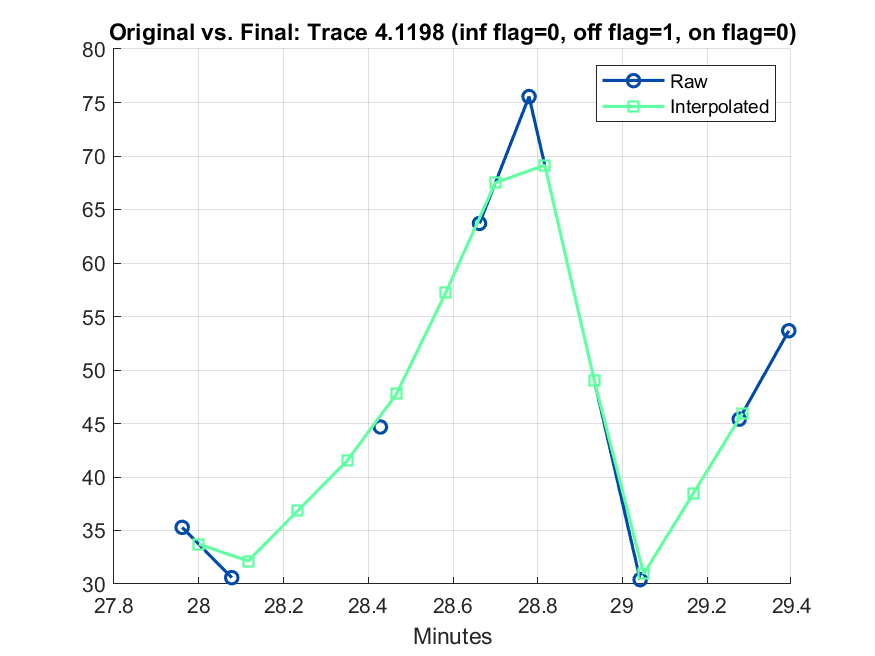 Original vs. Final: Trace 4.1198 (inf flag=0, off flag=1, on flag=0)
80
75
70
65
60
55
50
45
40
35
30
Raw
Interpolated
27.8 28 28.2 28.4 28.6 28.8 29 29.2 29.4
Minutes